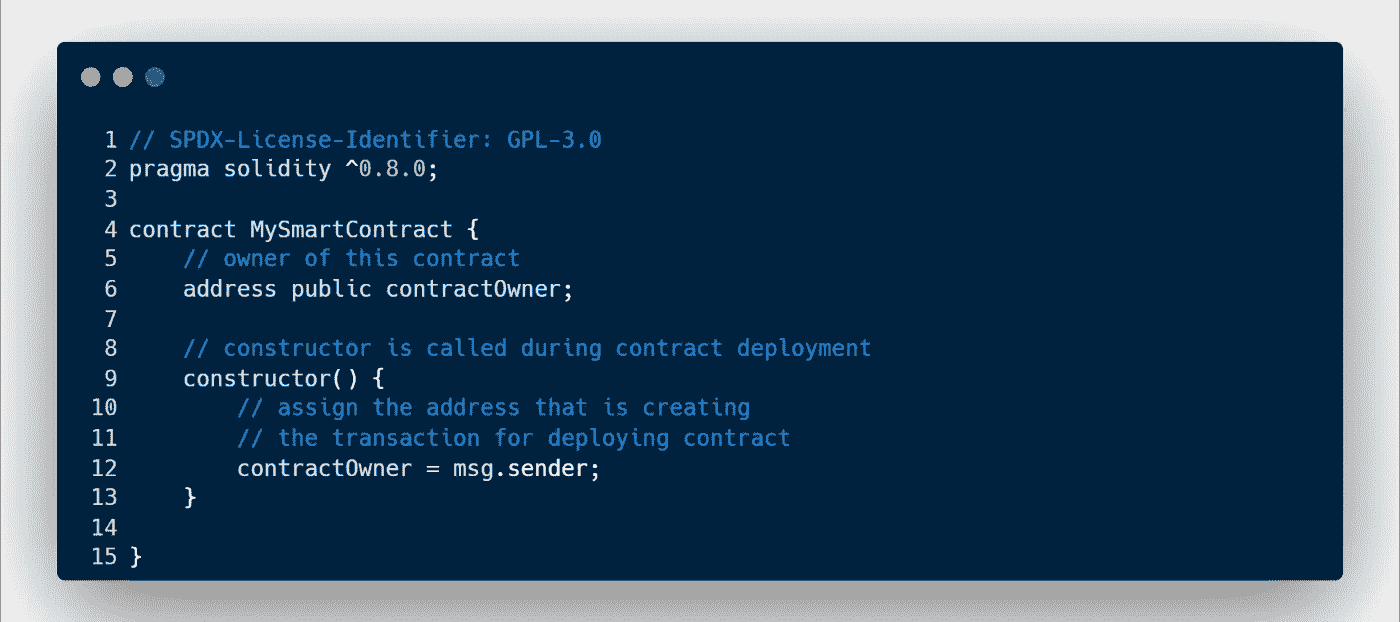 1 // SPDX-License-Identifier: GPL-3.0
2 pragma solidity ^0.8.0;
3
4 contract MySmartContract {
5     // owner of this contract
6     address public contractOwner;
7
8     // constructor is called during contract deployment
9     constructor() {
10         // assign the address that is creating
11         // the transaction for deploying contract
12         contractOwner = msg.sender;
13     }
14
15 }